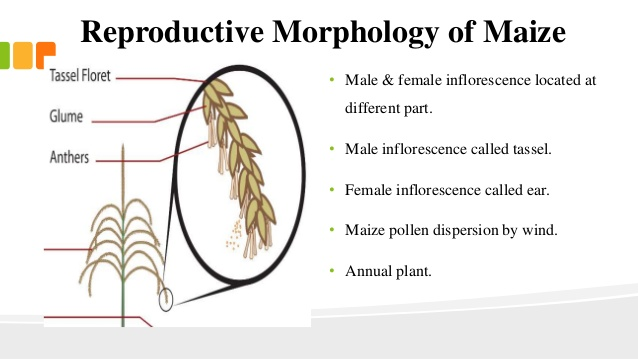 Reproductive Morphology of Maize
Tassel Floret
Glume
Anthers
• Male & female inflorescence located at
different part.
• Male inflorescence called tassel.
• Female inflorescence called ear.
• Maize pollen dispersion by wind.
• Annual plant.